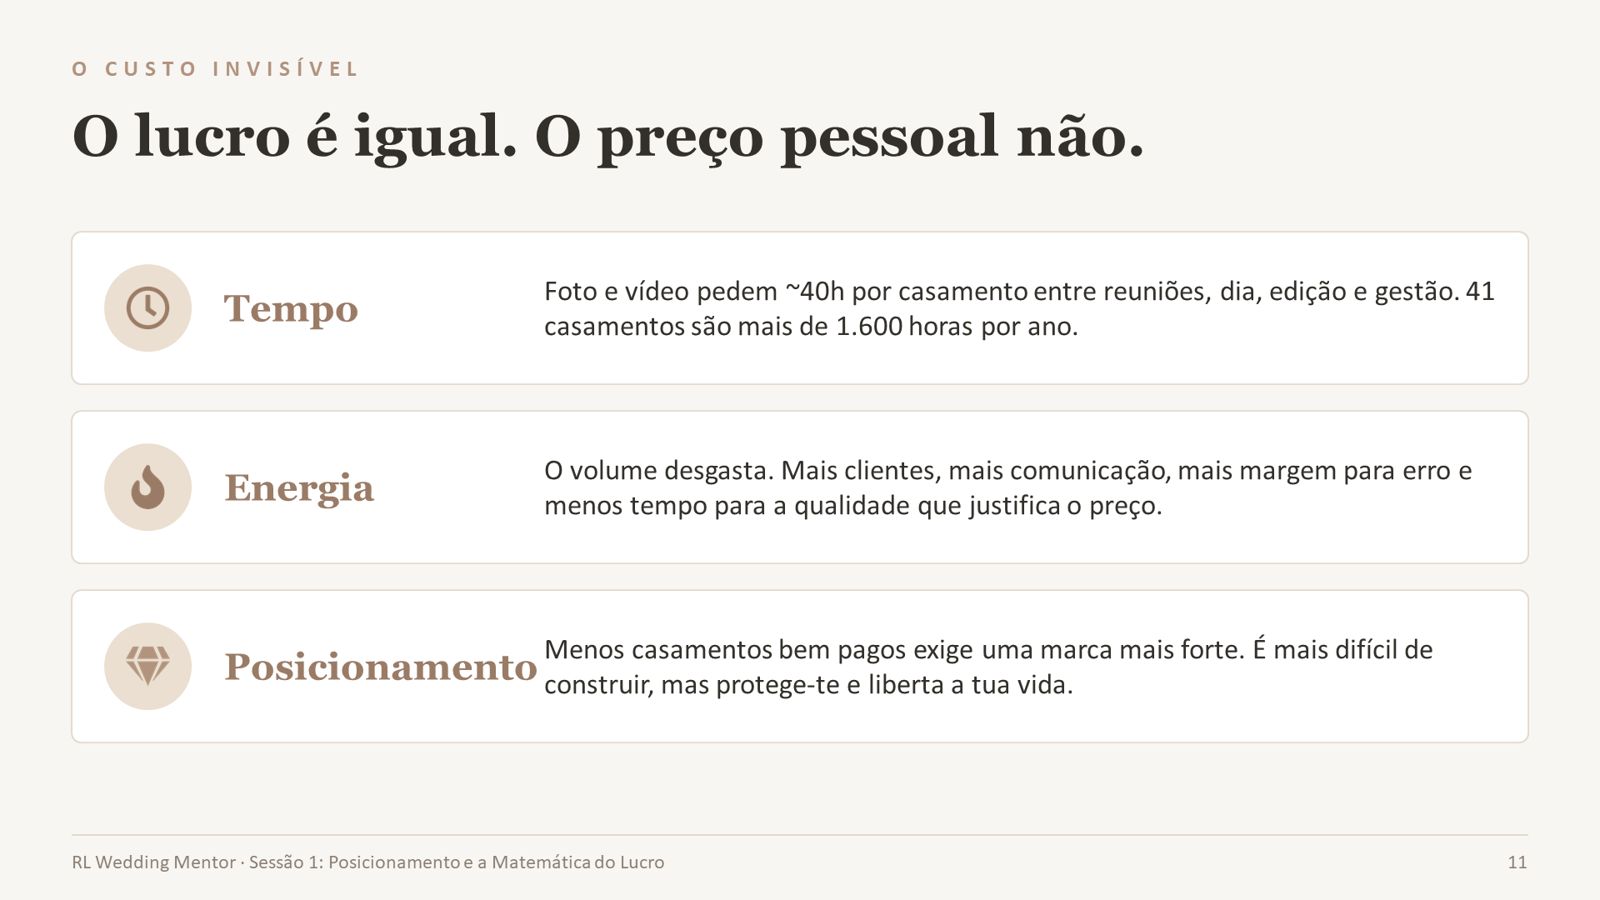 O CUSTO INVISÍVEL
O lucro é igual. O preço pessoal não.
Tempo
Foto e vídeo pedem ~40h por casamento entre reuniões, dia, edição e gestão. 41
casamentos são mais de 1.600 horas por ano.
Energia
O volume desgasta. Mais clientes, mais comunicação, mais margem para erro e
menos tempo para a qualidade que justifica o preço.
Posicionamento
Menos casamentos bem pagos exige uma marca mais forte. É mais difícil de
construir, mas protege-te e liberta a tua vida.
RL Wedding Mentor · Sessão 1: Posicionamento e a Matemática do Lucro
11